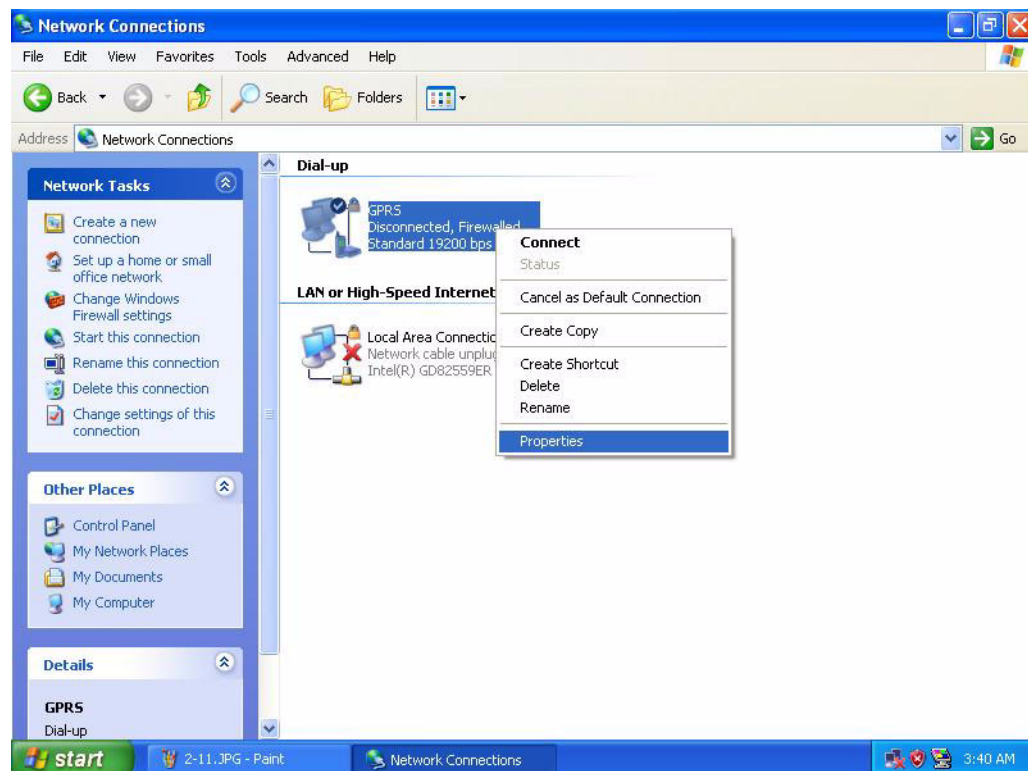 Network Connections
File Edit View Favorites Tools Advanced Help
Back Search Folders
Address Network Connections Go
Network Tasks
Create a new
connection
Set up a home or small
office network
Change Windows
Firewall settings
Start this connection
Rename this connection
Delete this connection
Change settings of this
connection
Other Places
Control Panel
My Network Places
My Documents
My Computer
Details
GPRS
Dial-up
Dial-up
GPRS
Disconnected, Firewalled
Standard 19200 bps
LAN or High-Speed Internet
Local Area Connectio
Network cable unplug
Intel(R) GD82559ER
Connect
Status
Cancel as Default Connection
Create Copy
Create Shortcut
Delete
Rename
Properties
start 2-11.JPG - Paint Network Connections 3:40 AM